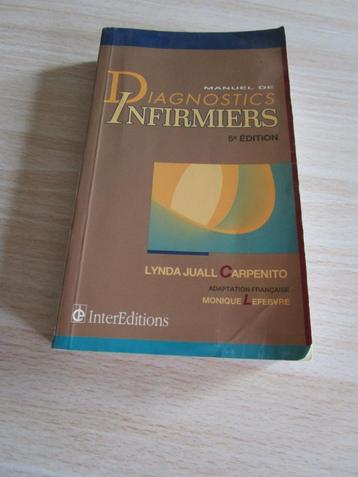 MANUEL DE
DIAGNOSTICS
INFIRMIERS
5e ÉDITION
LYNDA JUALL CARPENITO
ADAPTATION FRANÇAISE
MONIQUE LEFEBVRE
InterEditions